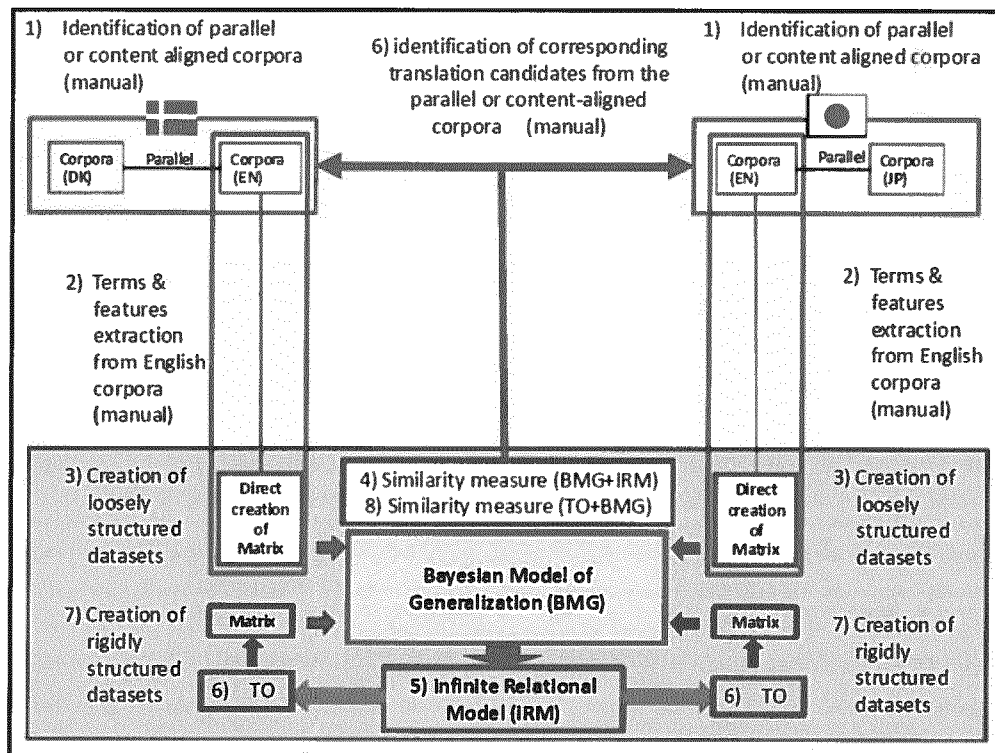 1) Identification of parallel
or content aligned corpora
(manual)
6) identification of corresponding
translation candidates from the
parallel or content-aligned
corpora (manual)
1) Identification of parallel
or content aligned corpora
(manual)
Corpora
(DK)
Parallel
Corpora
(EN)
Corpora
(EN)
Parallel
Corpora
(JP)
2) Terms &
features
extraction
from English
corpora
(manual)
2) Terms &
features
extraction
from English
corpora
(manual)
3) Creation of
loosely
structured
datasets
Direct
creation
of
Matrix
4) Similarity measure (BMG+IRM)
8) Similarity measure (TO+BMG)
Direct
creation
of
Matrix
3) Creation of
loosely
structured
datasets
Bayesian Model of
Generalization (BMG)
7) Creation of
rigidly
structured
datasets
Matrix
6) TO
5) Infinite Relational
Model (IRM)
Matrix
6) TO
7) Creation of
rigidly
structured
datasets